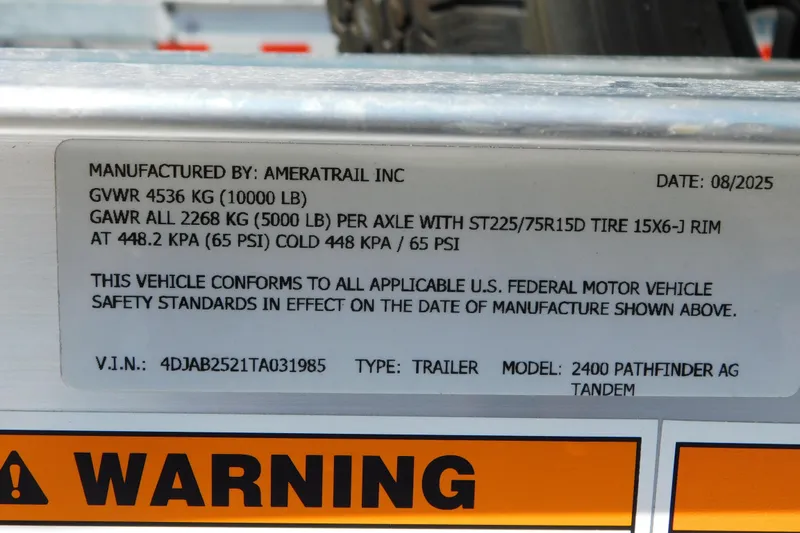 MANUFACTURED BY: AMERATRAIL INC
DATE: 08/2025
GVWR 4536 KG (10000 LB)
GAWR ALL 2268 KG (5000 LB) PER AXLE WITH ST225/75R15D TIRE 15X6-J RIM
AT 448.2 KPA (65 PSI) COLD 448 KPA / 65 PSI
THIS VEHICLE CONFORMS TO ALL APPLICABLE U.S. FEDERAL MOTOR VEHICLE
SAFETY STANDARDS IN EFFECT ON THE DATE OF MANUFACTURE SHOWN ABOVE.
V.I.N.: 4DJAB2521TA031985 TYPE: TRAILER MODEL: 2400 PATHFINDER AG
TANDEM
WARNING